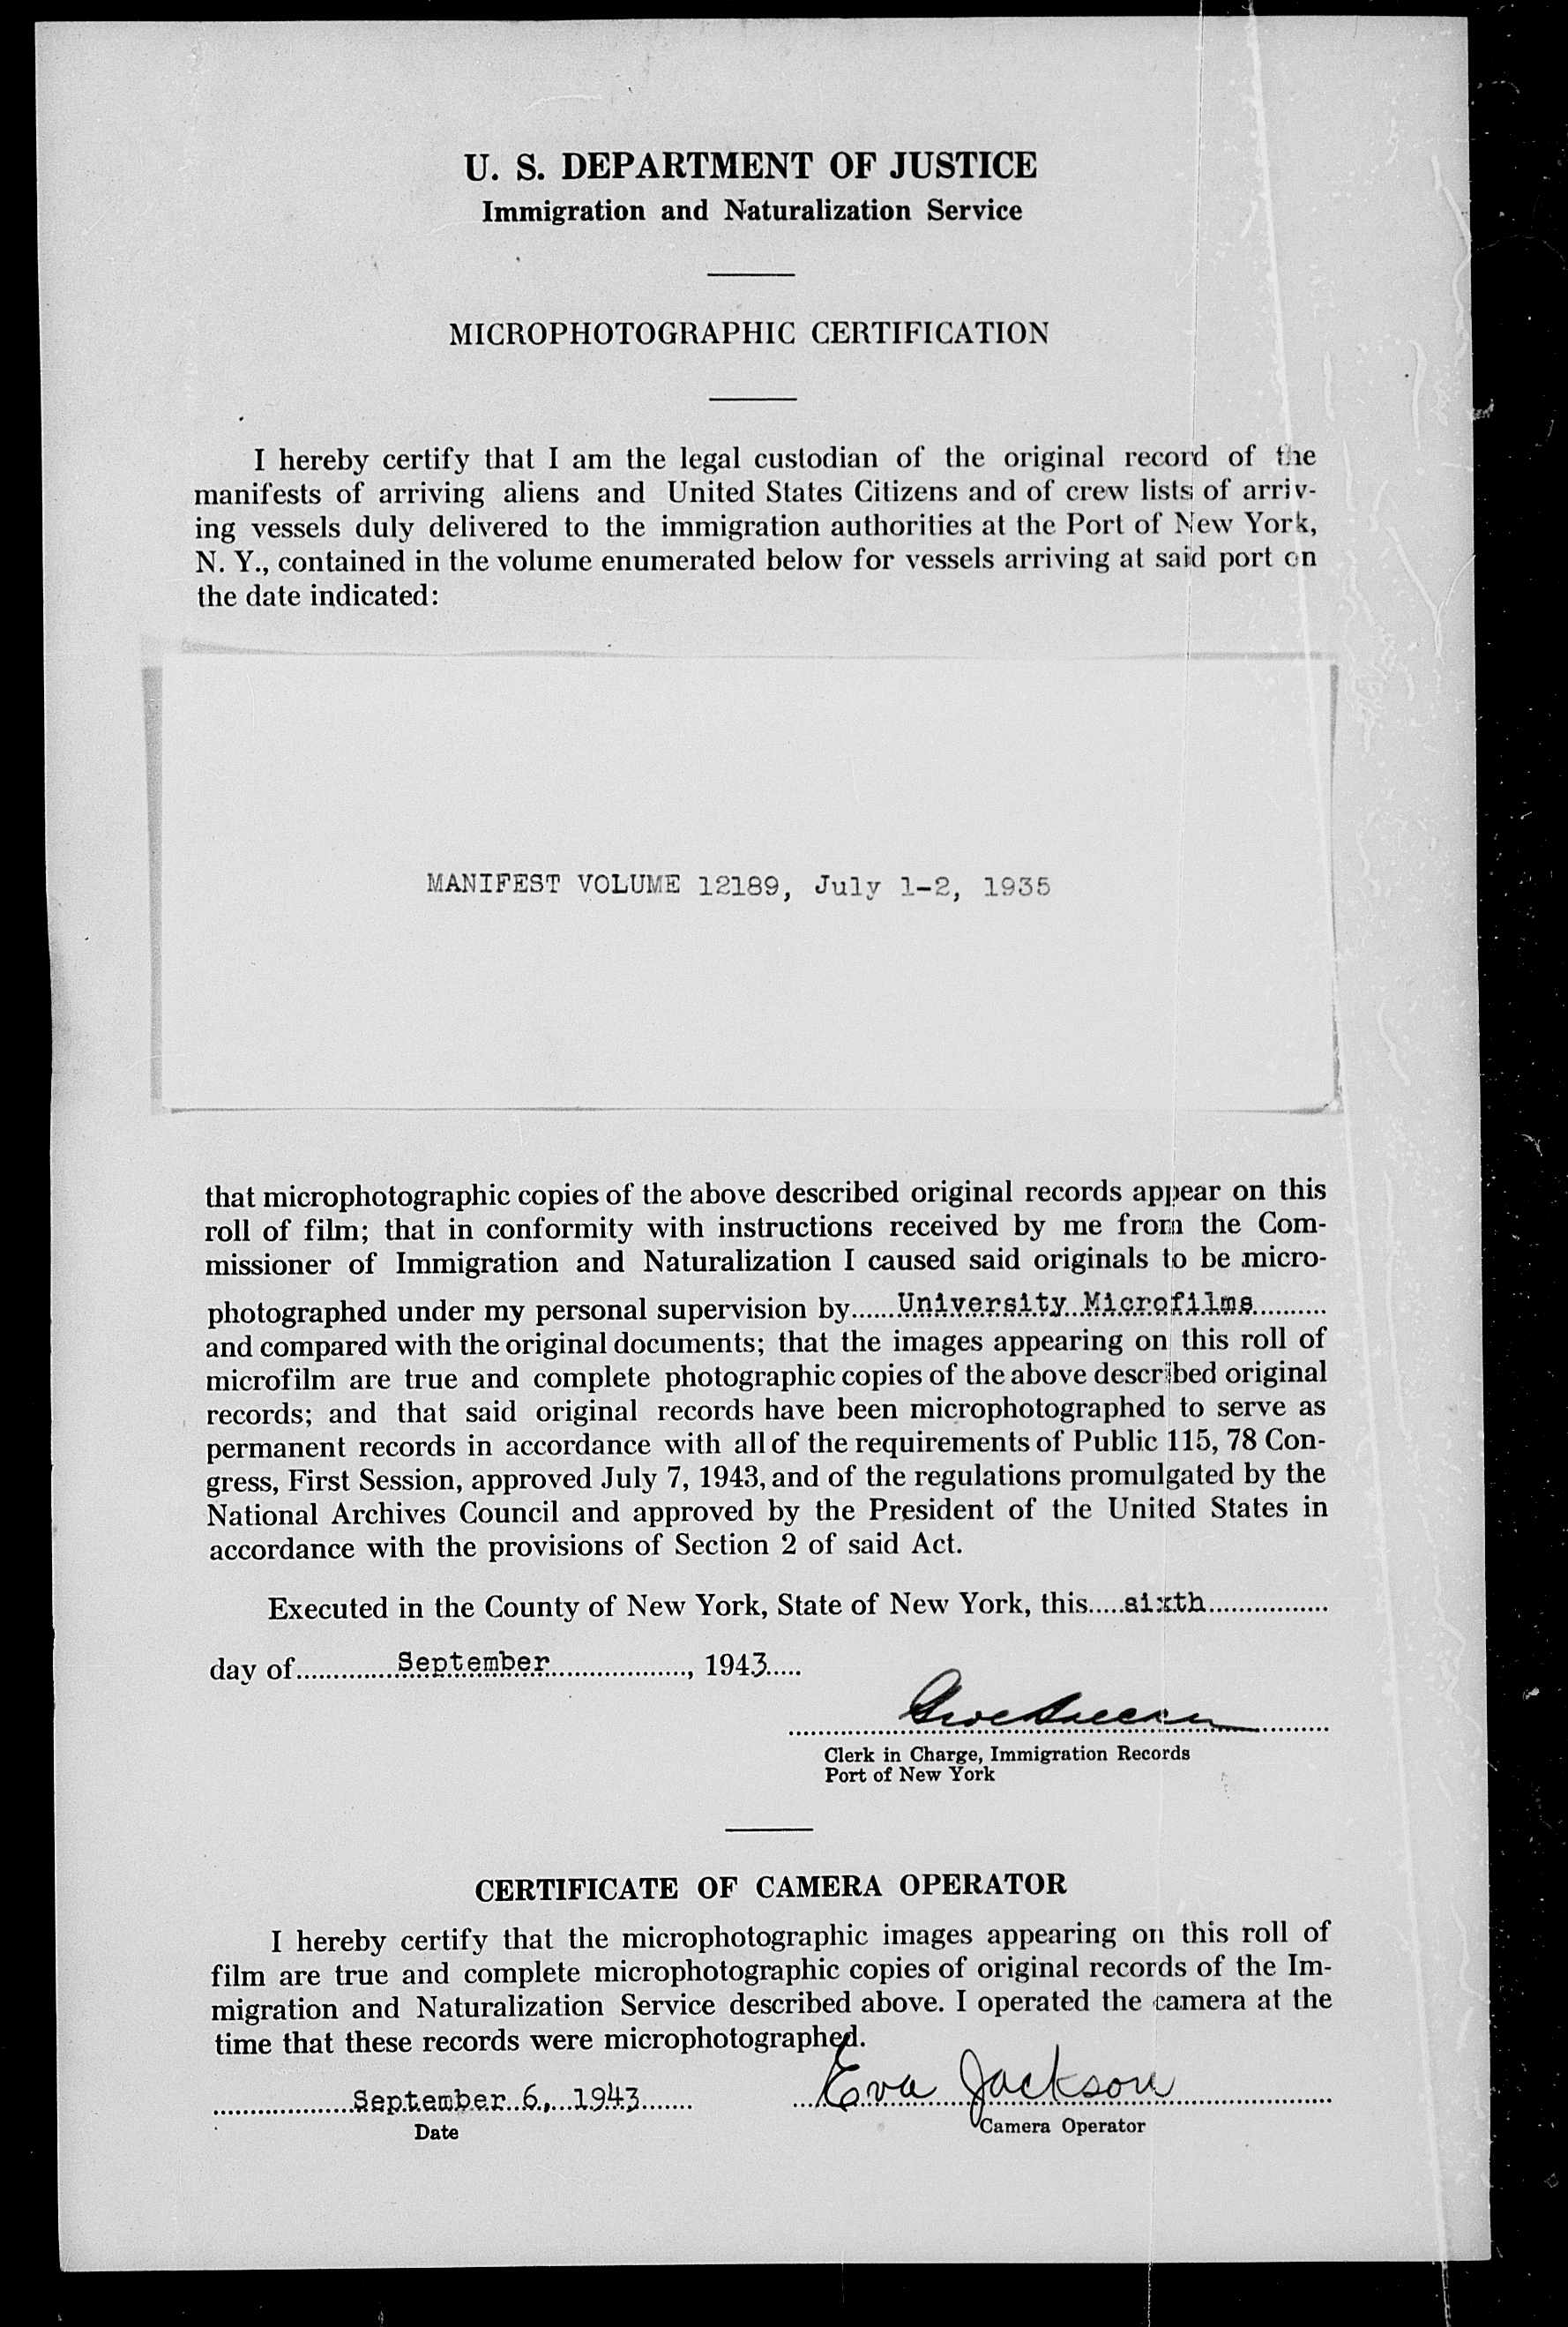 U. S. DEPARTMENT OF JUSTICE
Immigration and Naturalization Service
MICROPHOTOGRAPHIC CERTIFICATION
I hereby certify that I am the legal custodian of the original record of the
manifests of arriving aliens and United States Citizens and of crew lists of arriv-
ing vessels duly delivered to the immigration authorities at the Port of New York,
N. Y., contained in the volume enumerated below for vessels arriving at said port on
the date indicated:
MANIFEST VOLUME 12189, July 1-2, 1935
that microphotographic copies of the above described original records appear on this
roll of film; that in conformity with instructions received by me from the Com-
missioner of Immigration and Naturalization I caused said originals to be micro-
photographed under my personal supervision by......University Microfilms..........
and compared with the original documents; that the images appearing on this roll of
microfilm are true and complete photographic copies of the above described original
records; and that said original records have been microphotographed to serve as
permanent records in accordance with all of the requirements of Public 115, 78 Con-
gress, First Session, approved July 7, 1943, and of the regulations promulgated by the
National Archives Council and approved by the President of the United States in
accordance with the provisions of Section 2 of said Act.
Executed in the County of New York, State of New York, this.....sixth................
day of..............September..................., 1943.....
Clerk in Charge, Immigration Records
Port of New York
CERTIFICATE OF CAMERA OPERATOR
I hereby certify that the microphotographic images appearing on this roll of
film are true and complete microphotographic copies of original records of the Im-
migration and Naturalization Service described above. I operated the camera at the
time that these records were microphotographed.
September 6, 1943 Eva Jackson
Date Camera Operator